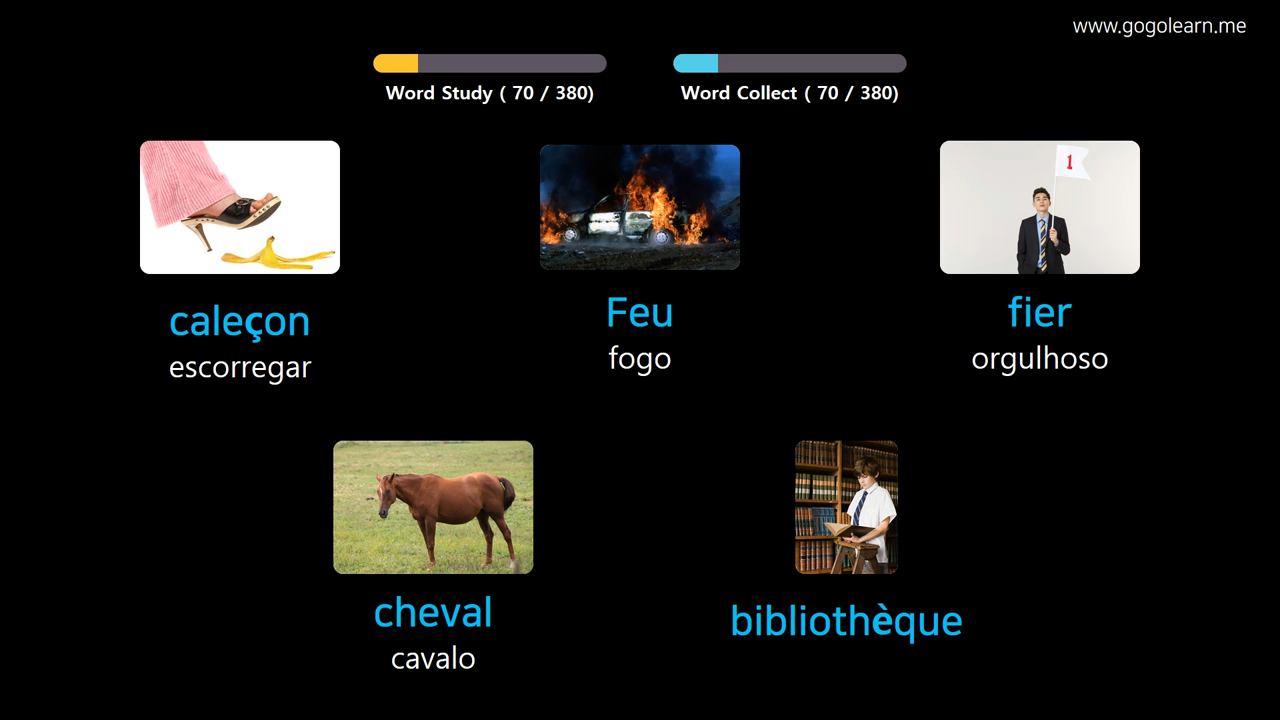 www.gogolearn.me
Word Study ( 70 / 380)
Word Collect ( 70 / 380)
1
caleçon
escorregar
Feu
fogo
fier
orgulhoso
cheval
cavalo
bibliothèque